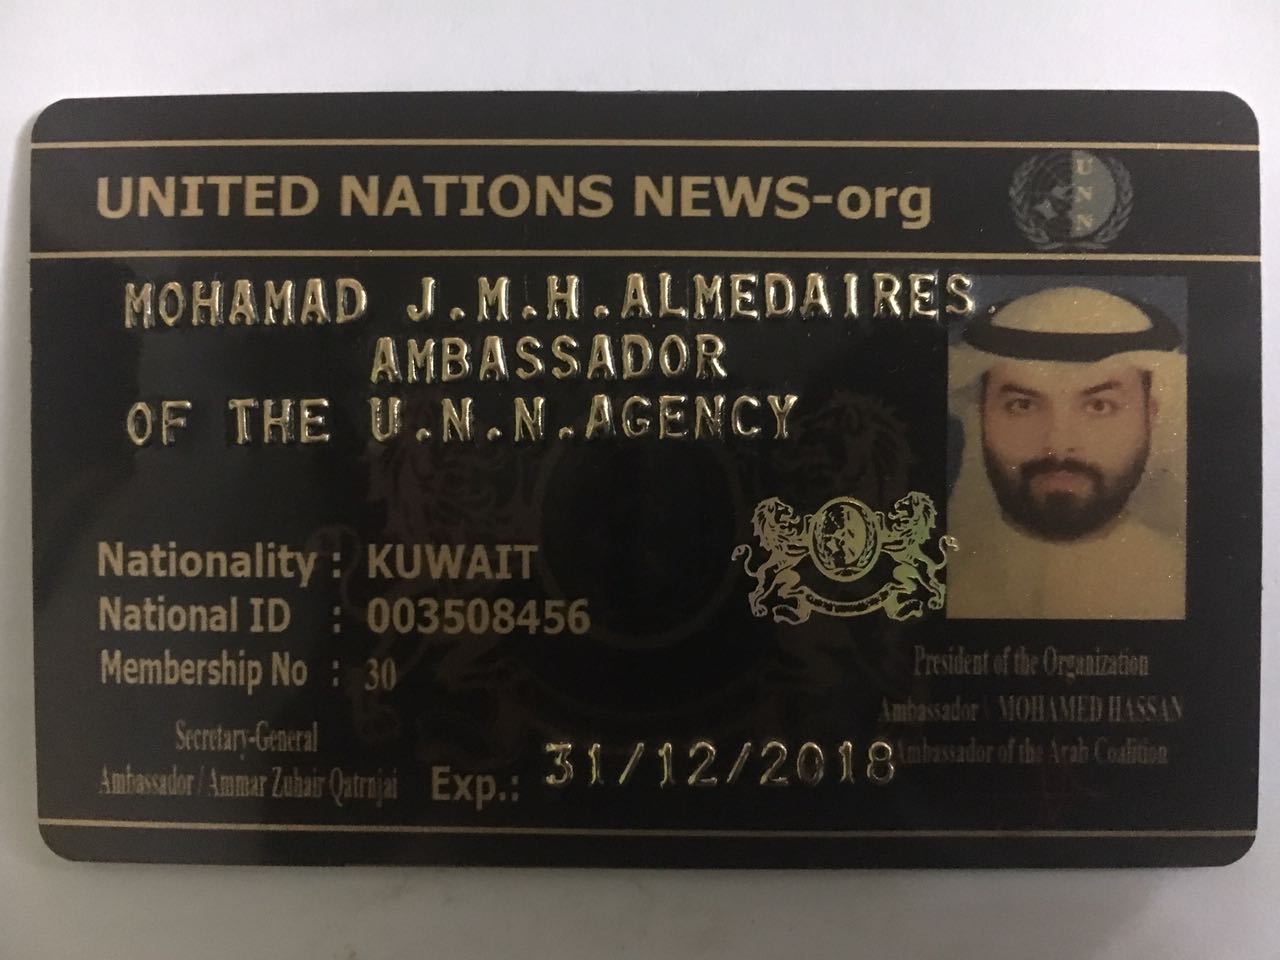 UNITED NATIONS NEWS-org
UNN
MOHAMAD J.M.H.ALMEDAIRES.
AMBASSADOR
OF THE U.N.N.AGENCY
Nationality : KUWAIT
National ID : 003508456
Membership No : 30
President of the Organization
Ambassador / MOHAMED HASSAN
Ambassador of the Arab Coalition
Secretary-General
Ambassador / Ammar Zuhair Qatrnjai
Exp.: 31/12/2018